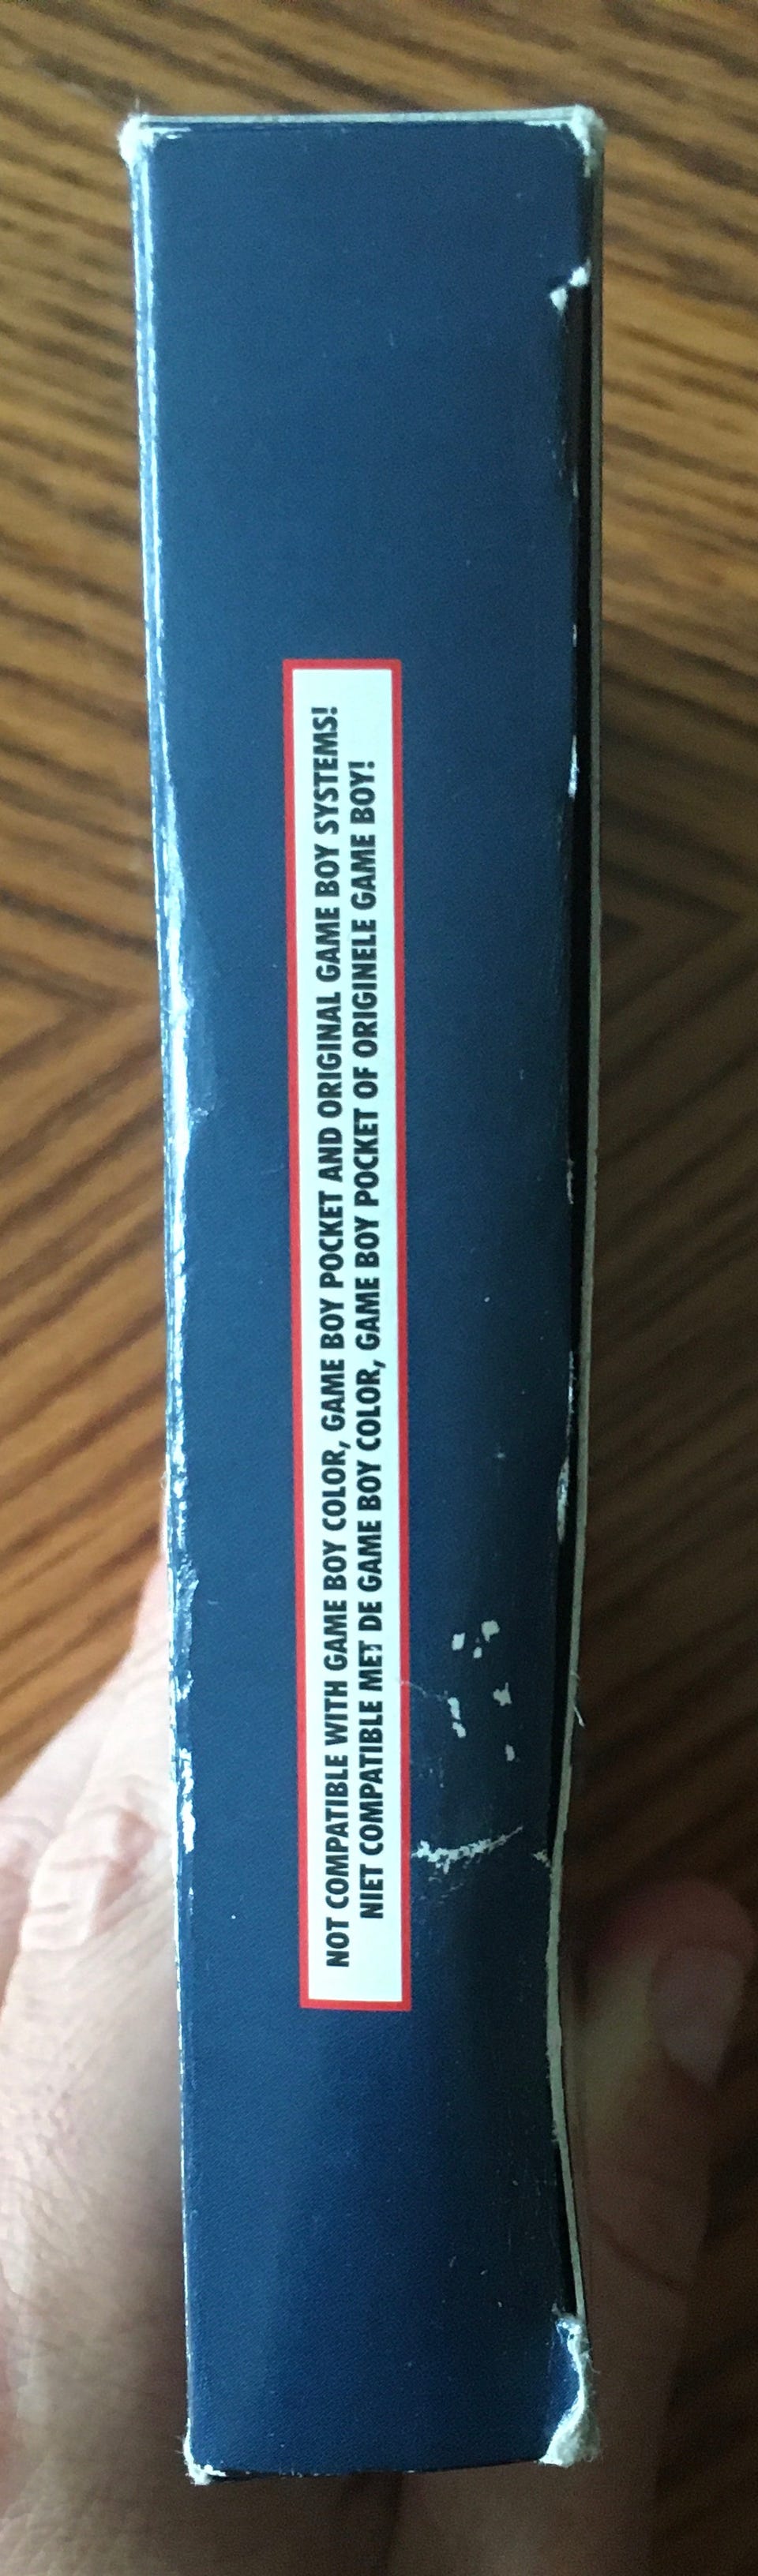 NOT COMPATIBLE WITH GAME BOY COLOR, GAME BOY POCKET AND ORIGINAL GAME BOY SYSTEMS!
NIET COMPATIBLE MET DE GAME BOY COLOR, GAME BOY POCKET OF ORIGINELE GAME BOY!